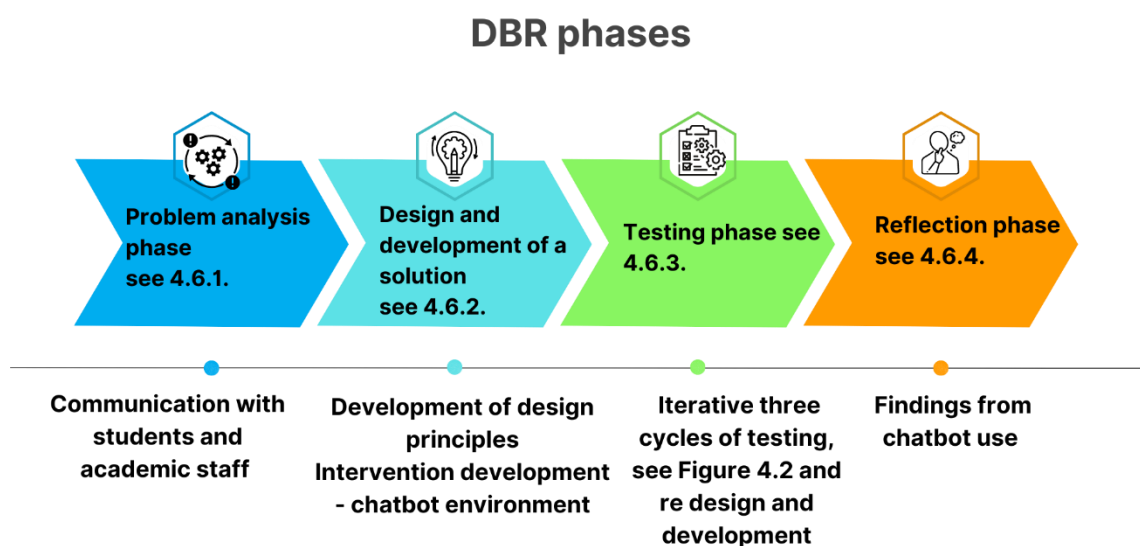 DBR phases
Problem analysis
phase
see 4.6.1.
Design and
development of a
solution
see 4.6.2.
Testing phase see
4.6.3.
Reflection phase
see 4.6.4.
Communication with
students and
academic staff
Development of design
principles
Intervention development
- chatbot environment
Iterative three
cycles of testing,
see Figure 4.2 and
re design and
development
Findings from
chatbot use